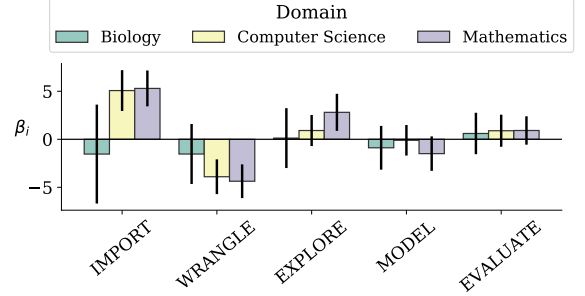 Domain
Biology Computer Science Mathematics
5
0
−5
βi
IMPORT
WRANGLE
EXPLORE
MODEL
EVALUATE